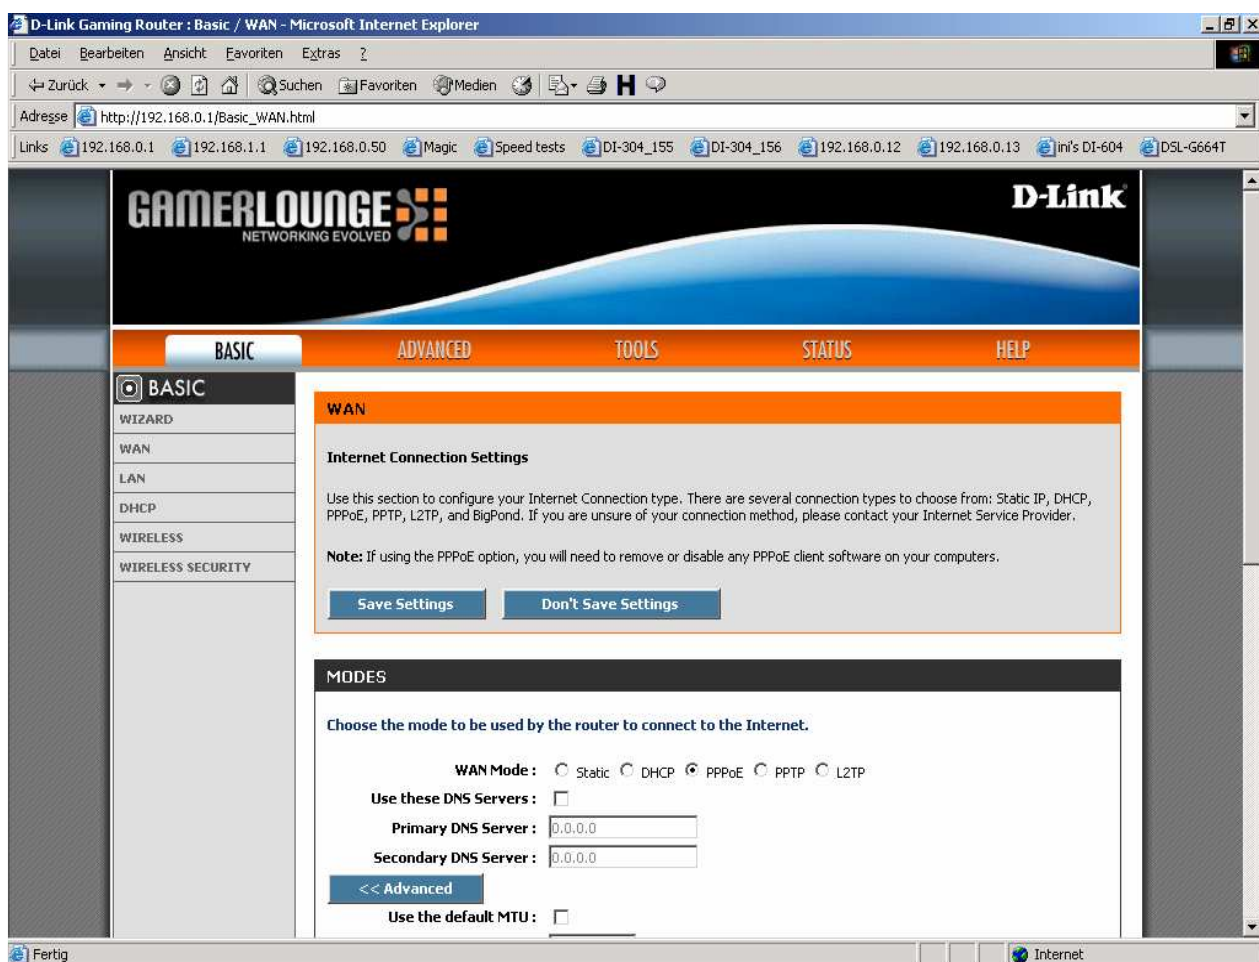 D-Link Gaming Router : Basic / WAN - Microsoft Internet Explorer
Datei Bearbeiten Ansicht Favoriten Extras ?
Zurück Suchen Favoriten Medien H
Adresse http://192.168.0.1/Basic_WAN.html
Links 192.168.0.1 192.168.1.1 192.168.0.50 Magic Speed tests DI-304_155 DI-304_156 192.168.0.12 192.168.0.13 ini's DI-604 DSL-G664T
GAMERLOUNGE D-Link
NETWORKING EVOLVED
BASIC ADVANCED TOOLS STATUS HELP
BASIC
WIZARD
WAN
LAN
DHCP
WIRELESS
WIRELESS SECURITY
WAN
Internet Connection Settings
Use this section to configure your Internet Connection type. There are several connection types to choose from: Static IP, DHCP,
PPPoE, PPTP, L2TP, and BigPond. If you are unsure of your connection method, please contact your Internet Service Provider.
Note: If using the PPPoE option, you will need to remove or disable any PPPoE client software on your computers.
Save Settings Don't Save Settings
MODES
Choose the mode to be used by the router to connect to the Internet.
WAN Mode : Static DHCP PPPoE PPTP L2TP
Use these DNS Servers :
Primary DNS Server : 0.0.0.0
Secondary DNS Server : 0.0.0.0
<< Advanced
Use the default MTU :
Fertig Internet